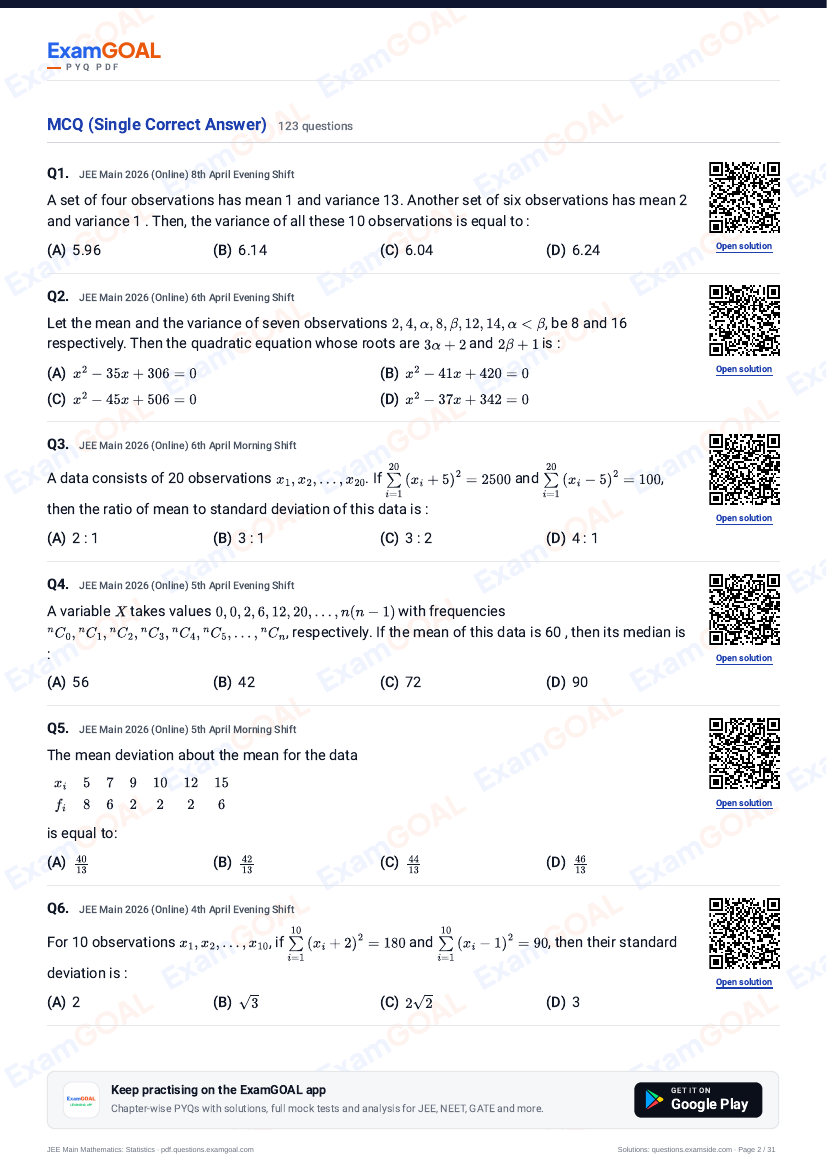 ExamGOAL
PYQ PDF
MCQ (Single Correct Answer) 123 questions
Q1. JEE Main 2026 (Online) 8th April Evening Shift
A set of four observations has mean 1 and variance 13. Another set of six observations has mean 2
and variance 1 . Then, the variance of all these 10 observations is equal to :
(A) 5.96 (B) 6.14 (C) 6.04 (D) 6.24
Open solution
Q2. JEE Main 2026 (Online) 6th April Evening Shift
Let the mean and the variance of seven observations 2, 4, α, 8, β, 12, 14, α < β, be 8 and 16
respectively. Then the quadratic equation whose roots are 3α + 2 and 2β + 1 is :
(A) x² − 35x + 306 = 0 (B) x² − 41x + 420 = 0
(C) x² − 45x + 506 = 0 (D) x² − 37x + 342 = 0
Open solution
Q3. JEE Main 2026 (Online) 6th April Morning Shift
A data consists of 20 observations x₁, x₂, …, x₂₀. If ∑_{i=1}^{20} (xᵢ + 5)² = 2500 and ∑_{i=1}^{20} (xᵢ − 5)² = 100,
then the ratio of mean to standard deviation of this data is :
(A) 2 : 1 (B) 3 : 1 (C) 3 : 2 (D) 4 : 1
Open solution
Q4. JEE Main 2026 (Online) 5th April Evening Shift
A variable X takes values 0, 0, 2, 6, 12, 20, …, n(n − 1) with frequencies
ⁿC₀, ⁿC₁, ⁿC₂, ⁿC₃, ⁿC₄, ⁿC₅, …, ⁿCₙ, respectively. If the mean of this data is 60 , then its median is
:
(A) 56 (B) 42 (C) 72 (D) 90
Open solution
Q5. JEE Main 2026 (Online) 5th April Morning Shift
The mean deviation about the mean for the data
xᵢ 5 7 9 10 12 15
fᵢ 8 6 2 2 2 6
is equal to:
(A) 40/13 (B) 42/13 (C) 44/13 (D) 46/13
Open solution
Q6. JEE Main 2026 (Online) 4th April Evening Shift
For 10 observations x₁, x₂, …, x₁₀, if ∑_{i=1}^{10} (xᵢ + 2)² = 180 and ∑_{i=1}^{10} (xᵢ − 1)² = 90, then their standard
deviation is :
(A) 2 (B) √3 (C) 2√2 (D) 3
Open solution
ExamGOAL
Keep practising on the ExamGOAL app
Chapter-wise PYQs with solutions, full mock tests and analysis for JEE, NEET, GATE and more.
GET IT ON
Google Play
JEE Main Mathematics: Statistics · pdf.questions.examgoal.com
Solutions: questions.examside.com · Page 2 / 31